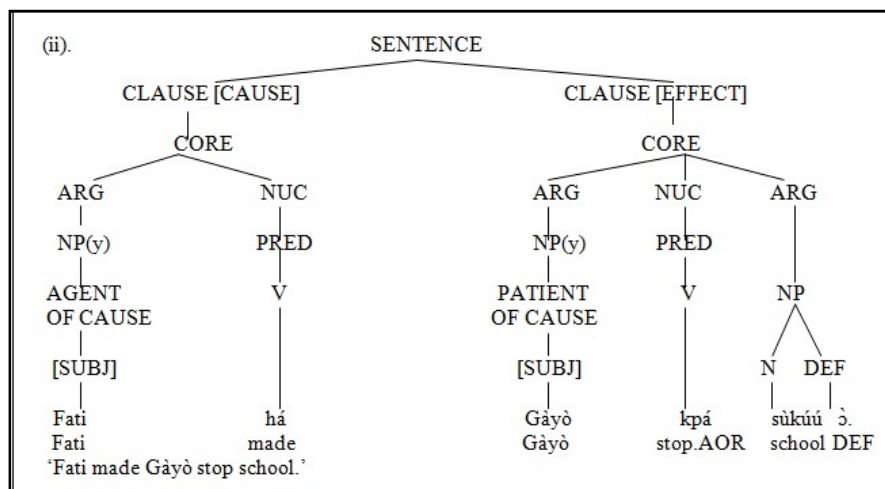 (ii). SENTENCE
CLAUSE [CAUSE] CLAUSE [EFFECT]
CORE CORE
ARG NUC ARG NUC ARG
NP(y) PRED NP(y) PRED
AGENT OF CAUSE V PATIENT OF CAUSE V NP
[SUBJ] [SUBJ] N DEF
Fati há Gàyò kpá sùkúú ɔ̀.
Fati made Gàyò stop.AOR school DEF
‘Fati made Gàyò stop school.’